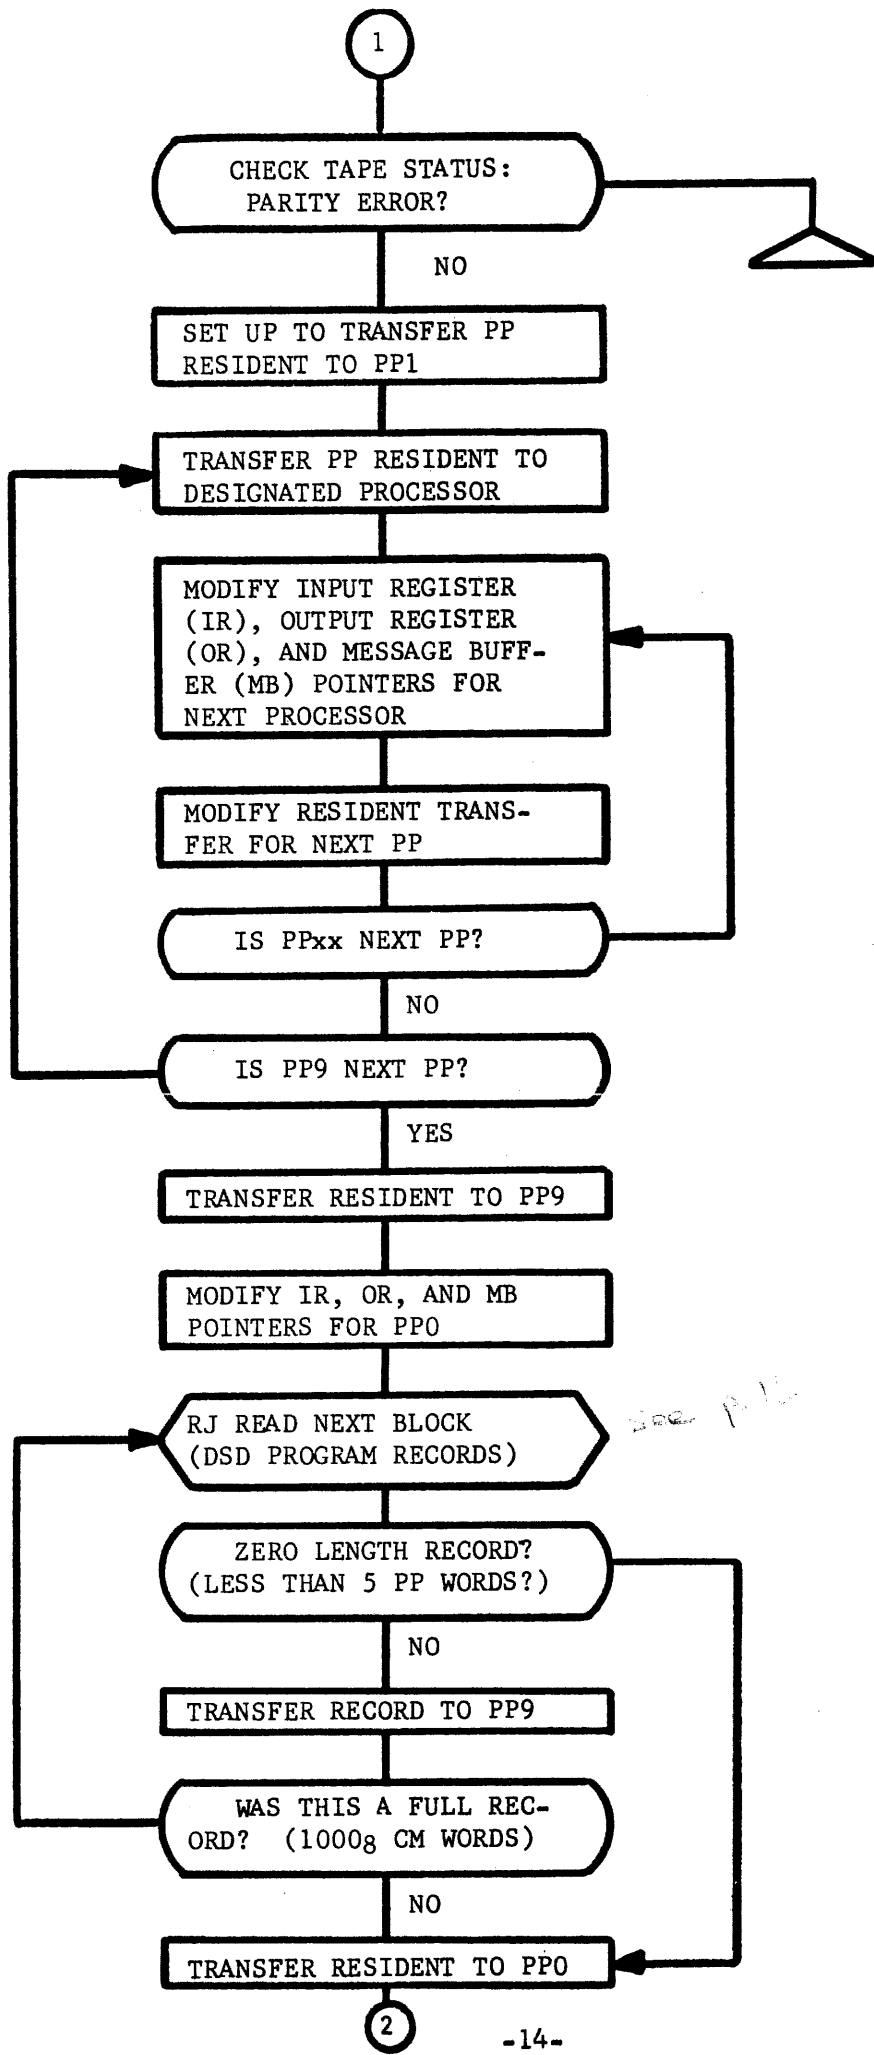 1
CHECK TAPE STATUS:
PARITY ERROR?
NO
SET UP TO TRANSFER PP
RESIDENT TO PP1
TRANSFER PP RESIDENT TO
DESIGNATED PROCESSOR
MODIFY INPUT REGISTER
(IR), OUTPUT REGISTER
(OR), AND MESSAGE BUFF-
ER (MB) POINTERS FOR
NEXT PROCESSOR
MODIFY RESIDENT TRANS-
FER FOR NEXT PP
IS PPxx NEXT PP?
NO
IS PP9 NEXT PP?
YES
TRANSFER RESIDENT TO PP9
MODIFY IR, OR, AND MB
POINTERS FOR PP0
RJ READ NEXT BLOCK
(DSD PROGRAM RECORDS)
see p.
ZERO LENGTH RECORD?
(LESS THAN 5 PP WORDS?)
NO
TRANSFER RECORD TO PP9
WAS THIS A FULL REC-
ORD? (1000₈ CM WORDS)
NO
TRANSFER RESIDENT TO PP0
2
-14-